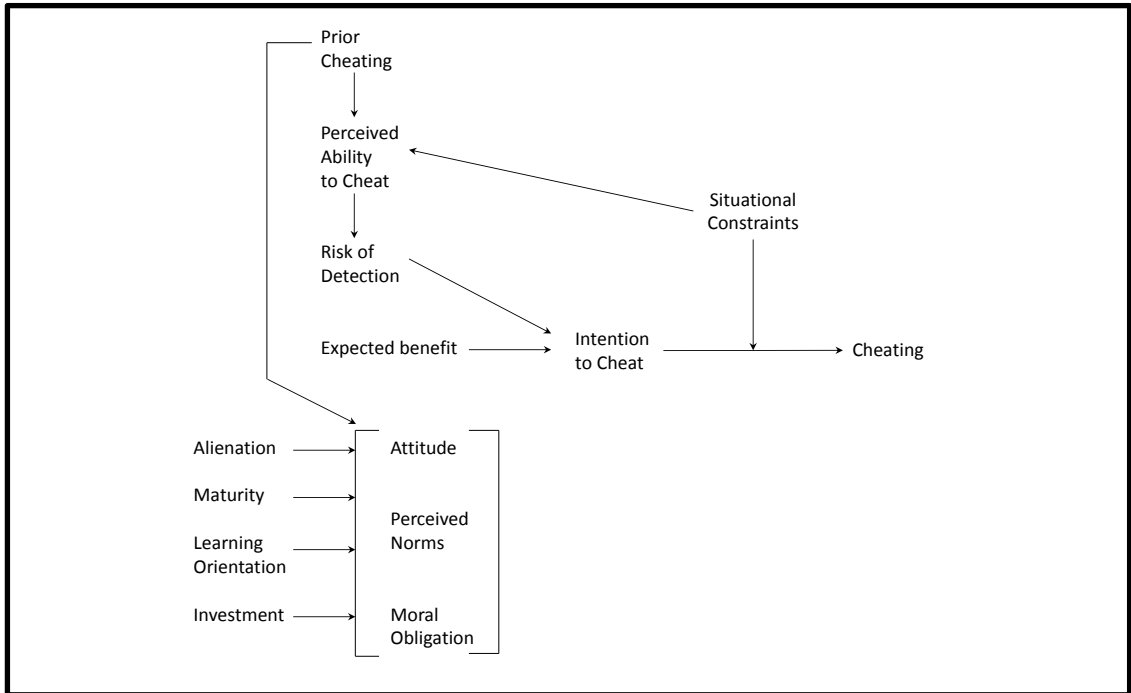 Prior
Cheating
Perceived
Ability
to Cheat
Situational
Constraints
Risk of
Detection
Expected benefit
Intention
to Cheat
Cheating
Alienation
Attitude
Maturity
Perceived
Norms
Learning
Orientation
Investment
Moral
Obligation